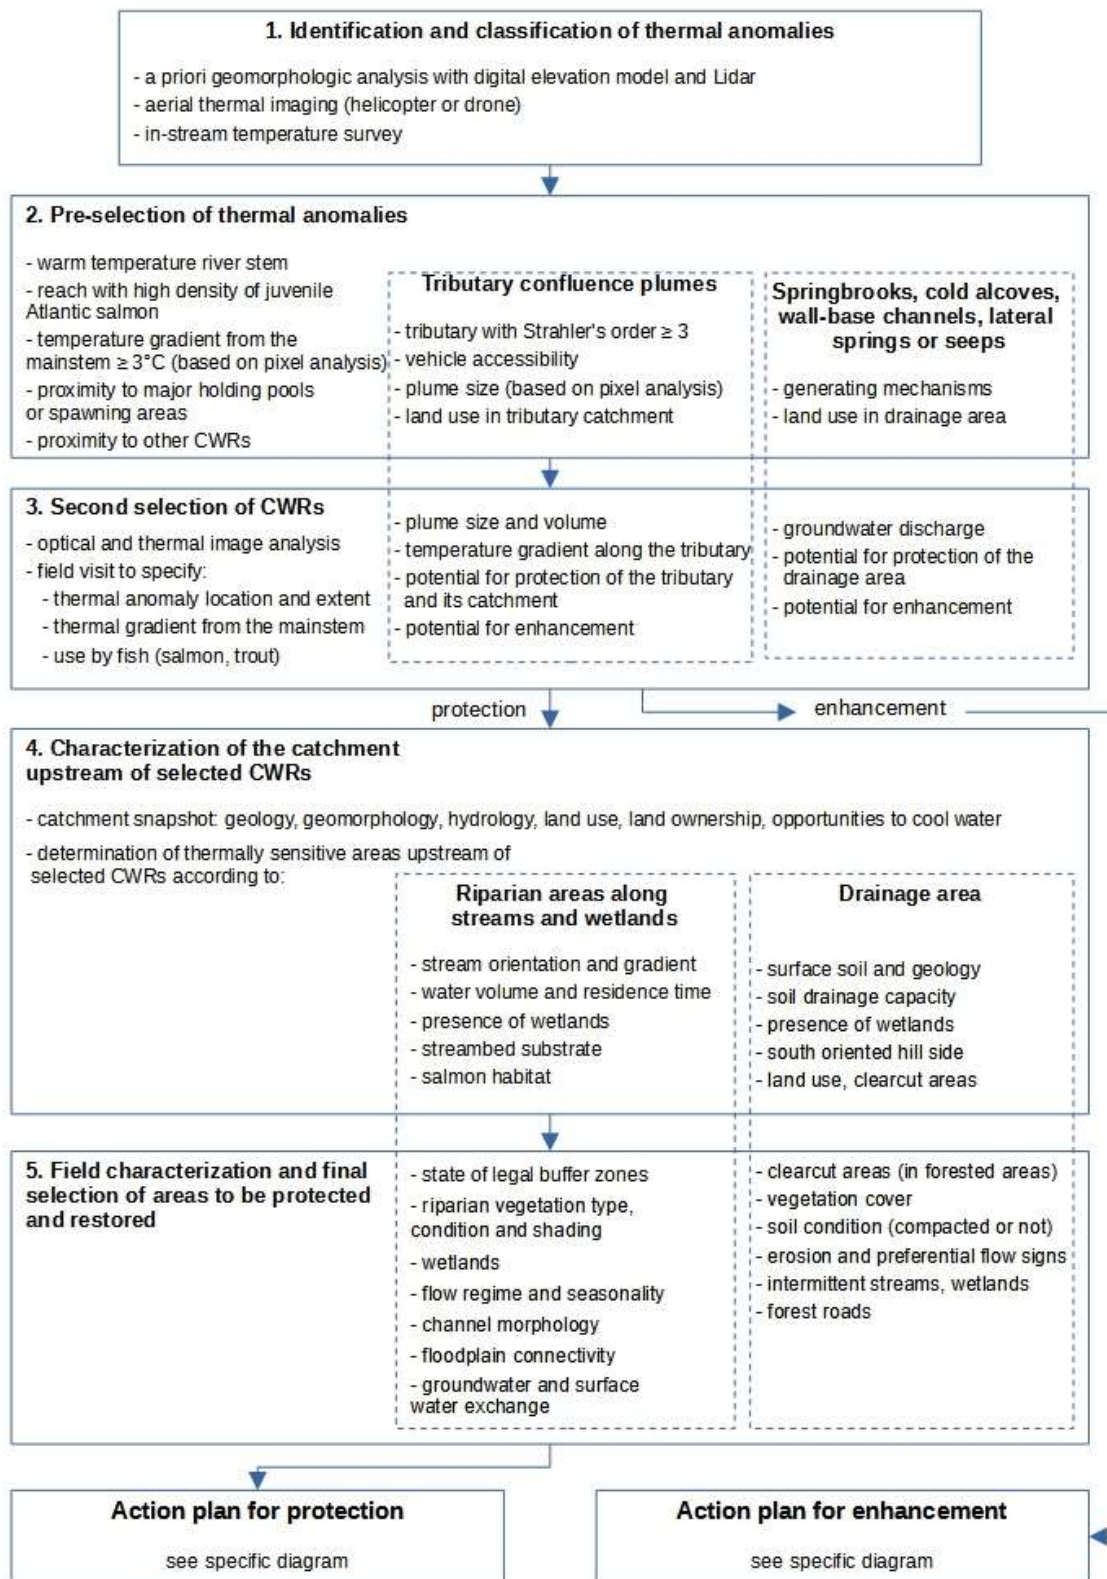 1. Identification and classification of thermal anomalies
- a priori geomorphologic analysis with digital elevation model and Lidar
- aerial thermal imaging (helicopter or drone)
- in-stream temperature survey
2. Pre-selection of thermal anomalies
- warm temperature river stem
- reach with high density of juvenile
Atlantic salmon
- temperature gradient from the
mainstem ≥ 3°C (based on pixel analysis)
- proximity to major holding pools
or spawning areas
- proximity to other CWRs
Tributary confluence plumes
- tributary with Strahler's order ≥ 3
- vehicle accessibility
- plume size (based on pixel analysis)
- land use in tributary catchment
Springbrooks, cold alcoves,
wall-base channels, lateral
springs or seeps
- generating mechanisms
- land use in drainage area
3. Second selection of CWRs
- optical and thermal image analysis
- field visit to specify:
- thermal anomaly location and extent
- thermal gradient from the mainstem
- use by fish (salmon, trout)
- plume size and volume
- temperature gradient along the tributary
- potential for protection of the tributary
and its catchment
- potential for enhancement
- groundwater discharge
- potential for protection of the
drainage area
- potential for enhancement
protection
enhancement
4. Characterization of the catchment
upstream of selected CWRs
- catchment snapshot: geology, geomorphology, hydrology, land use, land ownership, opportunities to cool water
- determination of thermally sensitive areas upstream of
selected CWRs according to:
Riparian areas along
streams and wetlands
- stream orientation and gradient
- water volume and residence time
- presence of wetlands
- streambed substrate
- salmon habitat
Drainage area
- surface soil and geology
- soil drainage capacity
- presence of wetlands
- south oriented hill side
- land use, clearcut areas
5. Field characterization and final
selection of areas to be protected
and restored
- state of legal buffer zones
- riparian vegetation type,
condition and shading
- wetlands
- flow regime and seasonality
- channel morphology
- floodplain connectivity
- groundwater and surface
water exchange
- clearcut areas (in forested areas)
- vegetation cover
- soil condition (compacted or not)
- erosion and preferential flow signs
- intermittent streams, wetlands
- forest roads
Action plan for protection
see specific diagram
Action plan for enhancement
see specific diagram